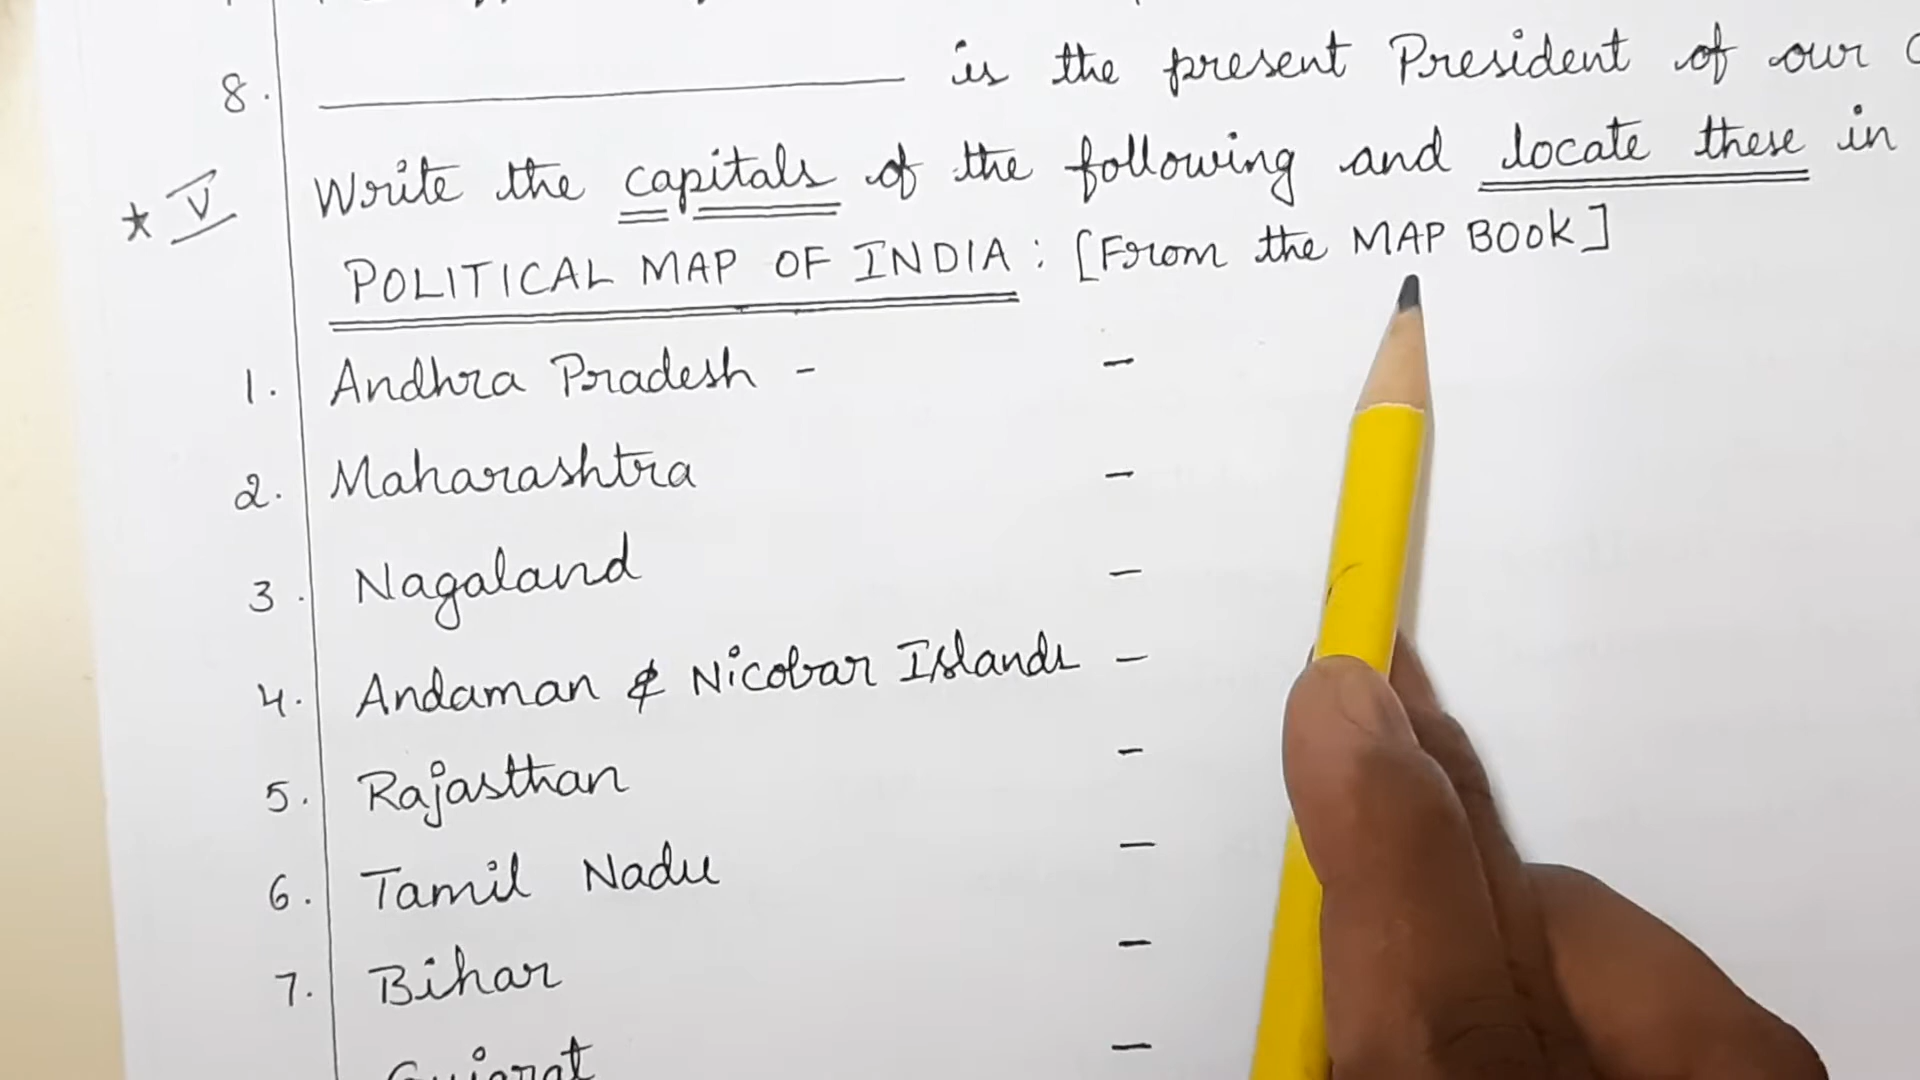 8. ____________ is the present President of our
★ V Write the capitals of the following and locate these in
POLITICAL MAP OF INDIA : [From the MAP BOOK]
1. Andhra Pradesh - -
2. Maharashtra -
3. Nagaland -
4. Andaman & Nicobar Islands -
5. Rajasthan -
6. Tamil Nadu -
7. Bihar -
Gujarat -